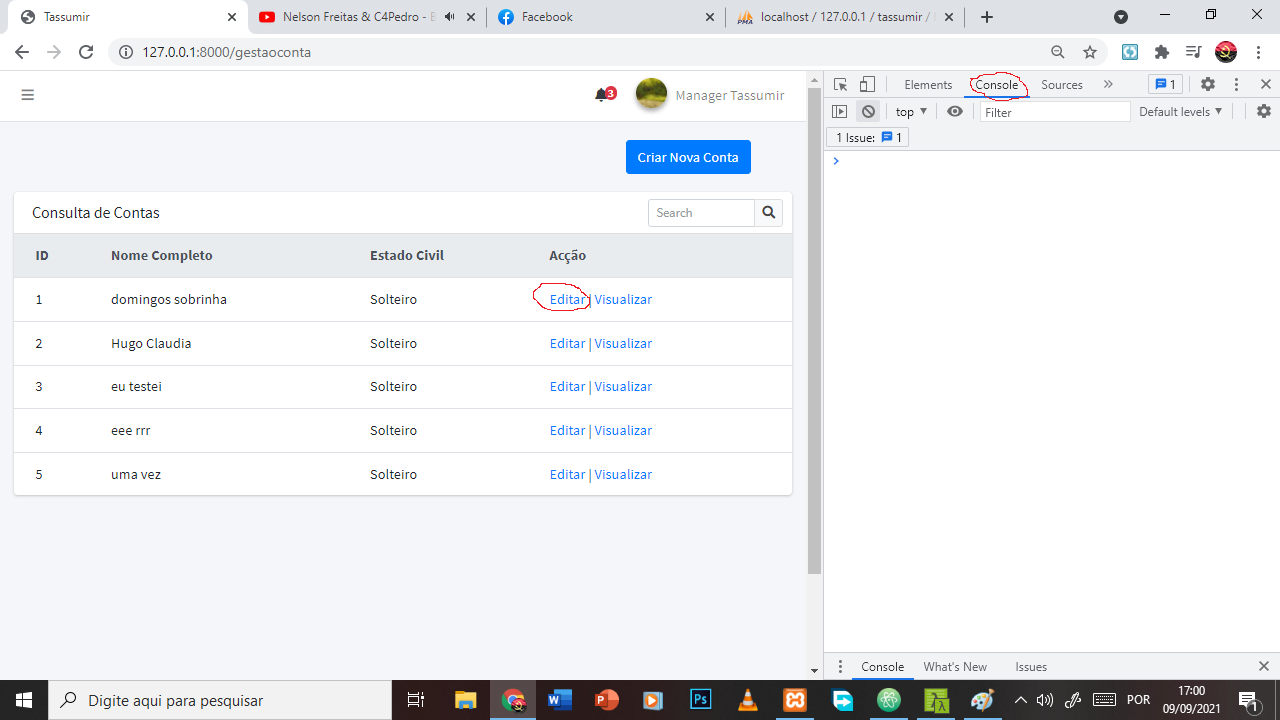 Tassumir
Nelson Freitas & C4Pedro - E
Facebook
localhost / 127.0.0.1 / tassumir /
127.0.0.1:8000/gestaoconta
3
Manager Tassumir
Criar Nova Conta
Consulta de Contas
Search
ID Nome Completo Estado Civil Acção
1 domingos sobrinha Solteiro Editar | Visualizar
2 Hugo Claudia Solteiro Editar | Visualizar
3 eu testei Solteiro Editar | Visualizar
4 eee rrr Solteiro Editar | Visualizar
5 uma vez Solteiro Editar | Visualizar
Elements Console Sources » 1
top Filter Default levels
1 Issue: 1
Console What's New Issues
Digite aqui para pesquisar
POR
17:00
09/09/2021
1